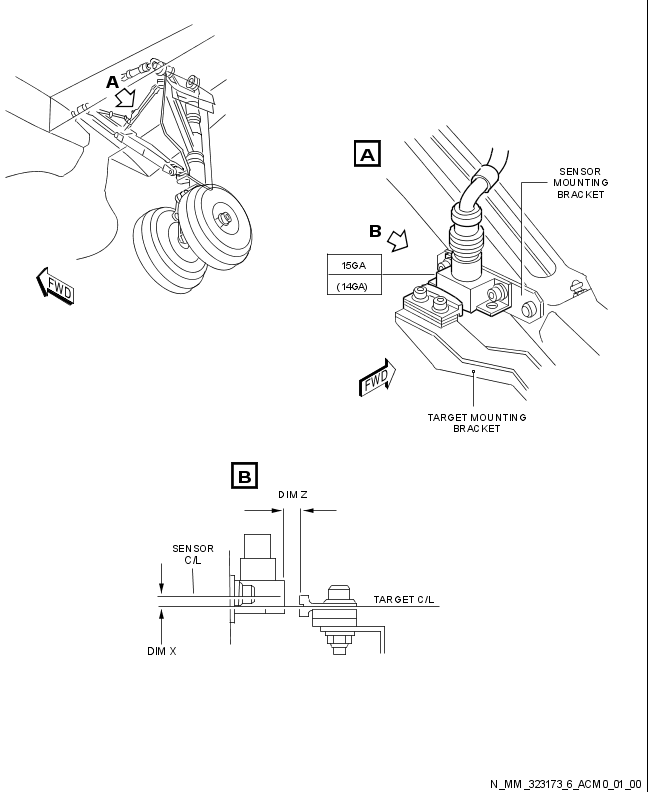 A
FWD
A
SENSOR
MOUNTING
BRACKET
B
15GA
(14GA)
FWD
TARGET MOUNTING
BRACKET
B
DIM Z
SENSOR
C/L
TARGET C/L
DIM X
N_MM_323173_6_ACM0_01_00